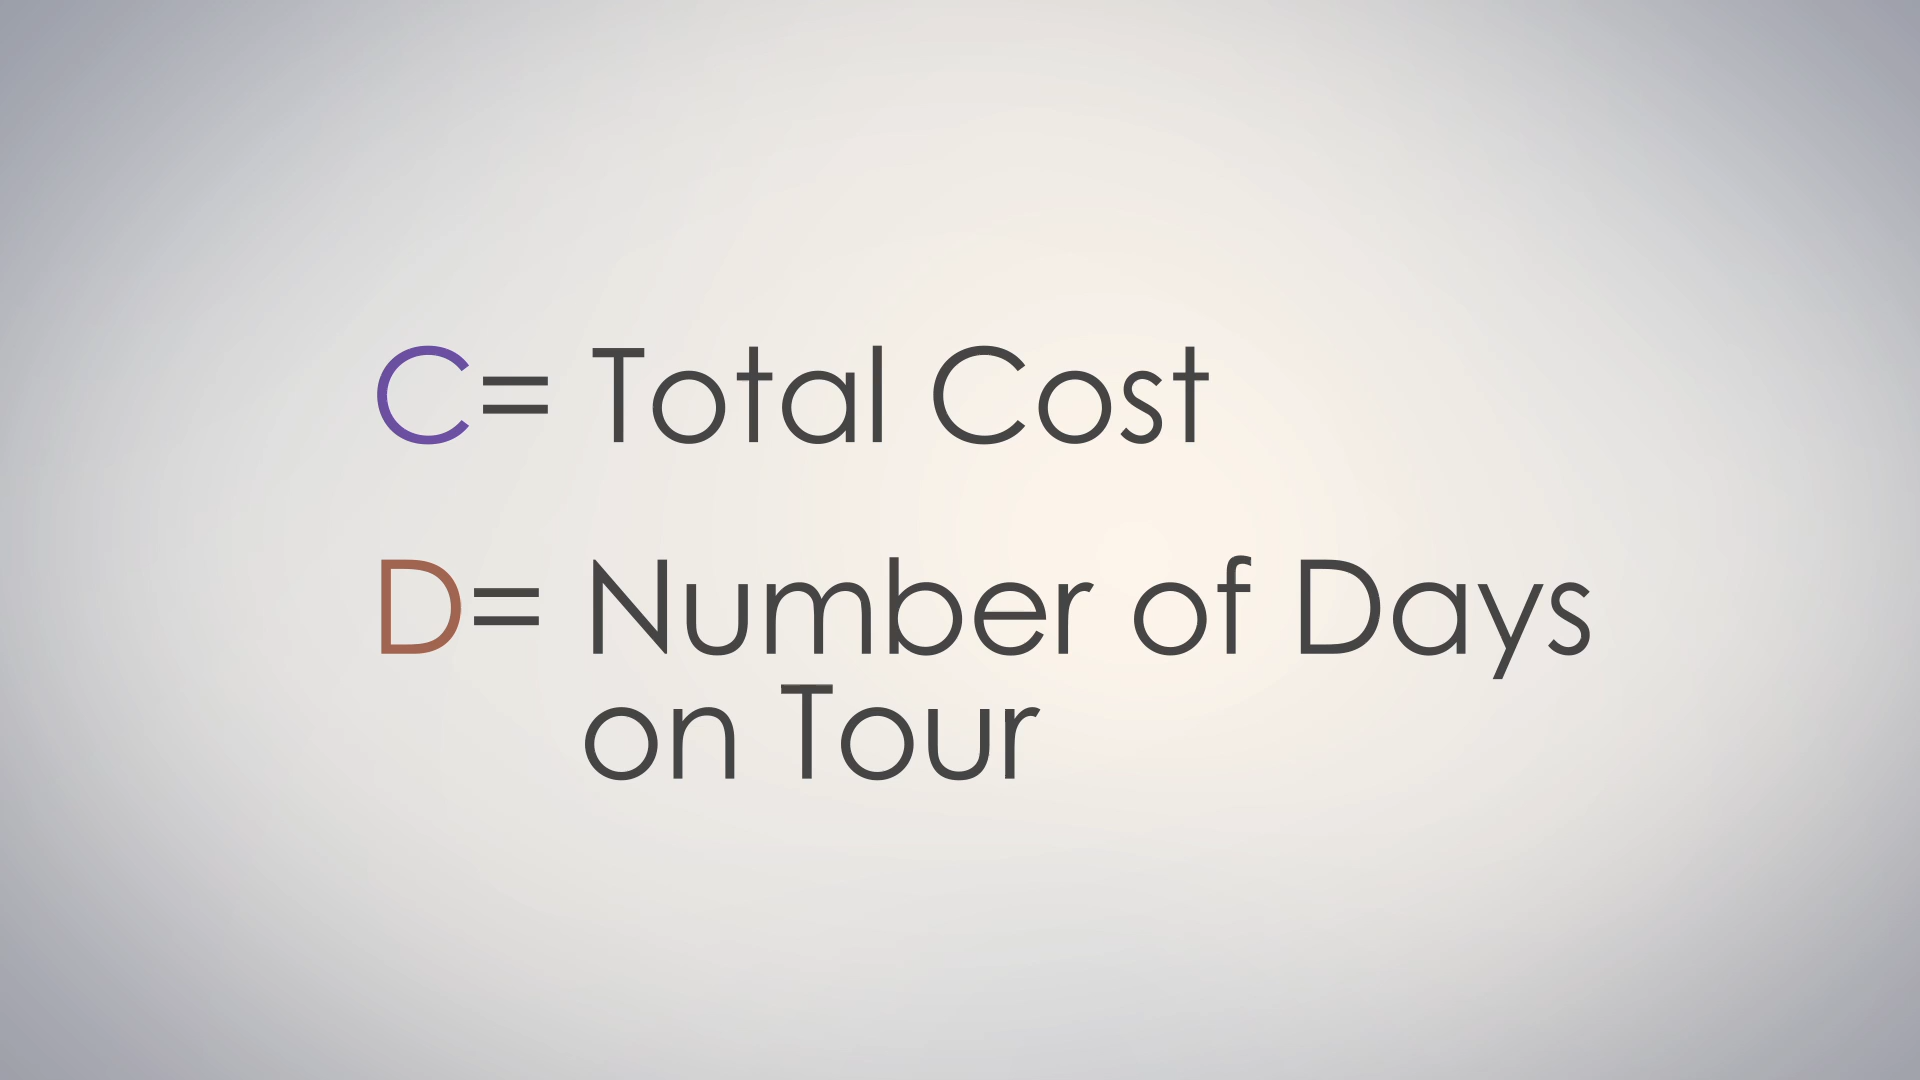 C= Total Cost
D= Number of Days
on Tour